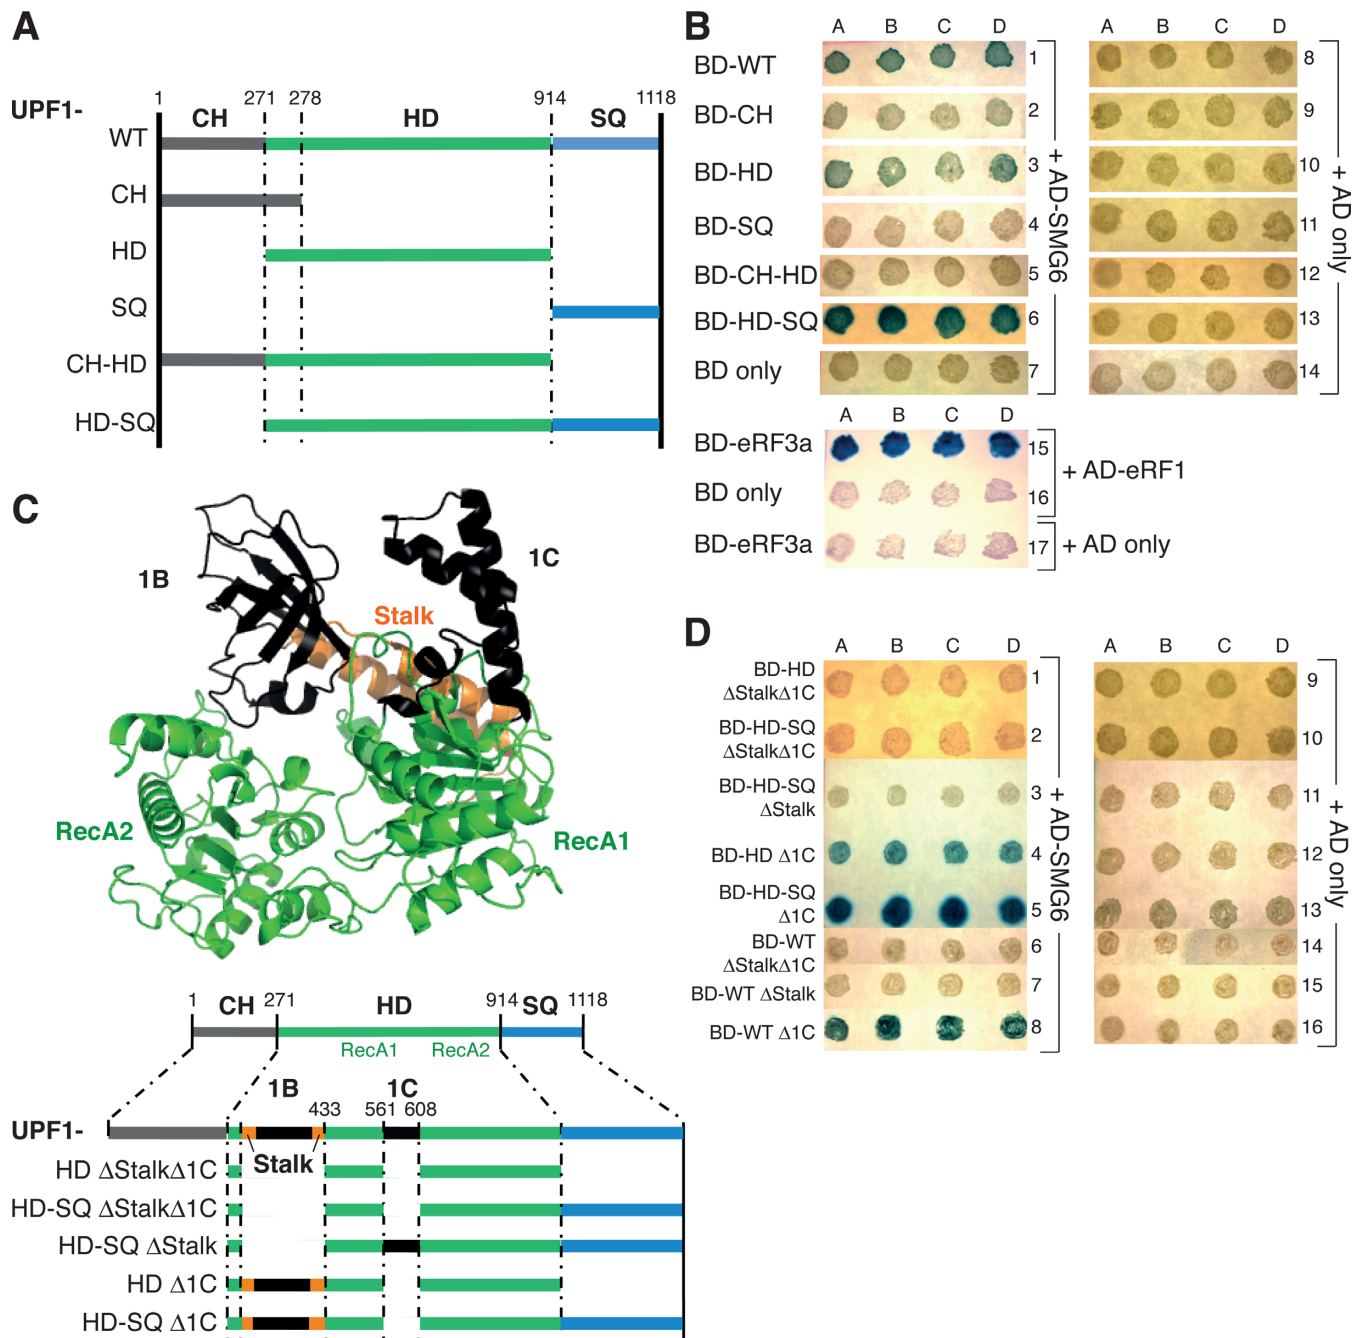 A
1 271 278 914 1118
UPF1- CH HD SQ
WT
CH
HD
SQ
CH-HD
HD-SQ
B
A B C D
BD-WT 1 8
BD-CH 2 9
BD-HD 3 10
BD-SQ 4 11
BD-CH-HD 5 12
BD-HD-SQ 6 13
BD only 7 14
+ AD-SMG6
+ AD only
A B C D
BD-eRF3a 15
BD only 16
+ AD-eRF1
BD-eRF3a 17 + AD only
C
1B
1C
Stalk
RecA2
RecA1
1 271 914 1118
CH HD SQ
RecA1 RecA2
1B 1C
433 561 608
UPF1-
Stalk
HD ΔStalkΔ1C
HD-SQ ΔStalkΔ1C
HD-SQ ΔStalk
HD Δ1C
HD-SQ Δ1C
D
A B C D
A B C D
BD-HD
ΔStalkΔ1C 1 9
BD-HD-SQ
ΔStalkΔ1C 2 10
BD-HD-SQ
ΔStalk 3 11
BD-HD Δ1C 4 12
BD-HD-SQ
Δ1C 5 13
BD-WT
ΔStalkΔ1C 6 14
BD-WT ΔStalk 7 15
BD-WT Δ1C 8 16
+ AD-SMG6
+ AD only